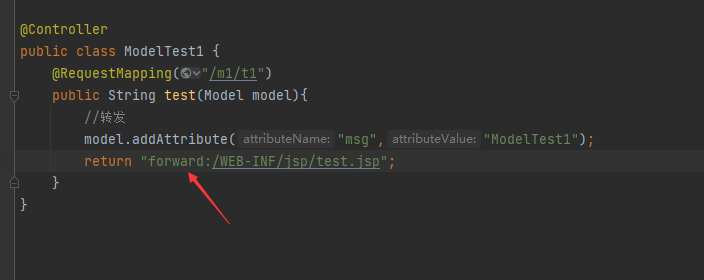 @Controller
public class ModelTest1 {
@RequestMapping("/m1/t1")
public String test(Model model){
//转发
model.addAttribute( attributeName: "msg", attributeValue: "ModelTest1");
return "forward:/WEB-INF/jsp/test.jsp";
}
}